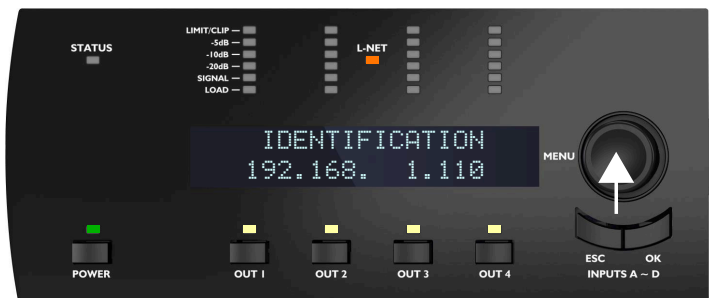 LIMIT/CLIP
-5dB
-10dB
-20dB
SIGNAL
LOAD
STATUS
L-NET
IDENTIFICATION
192.168.  1.110
MENU
POWER
OUT 1
OUT 2
OUT 3
OUT 4
ESC
OK
INPUTS A ~ D